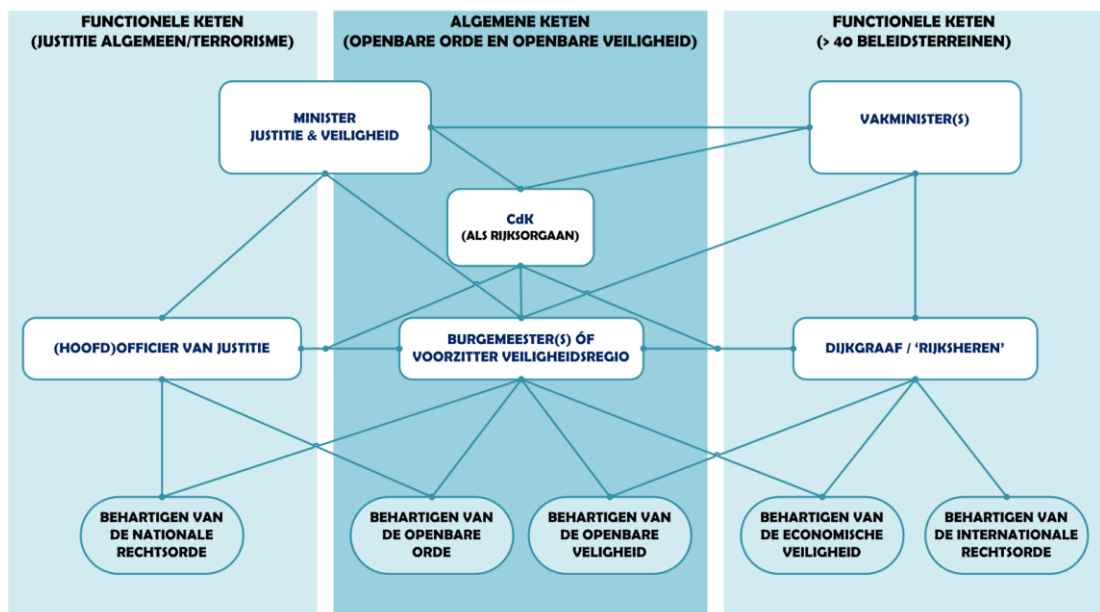 FUNCTIONELE KETEN
(JUSTITIE ALGEMEEN/TERRORISME)
ALGEMENE KETEN
(OPENBARE ORDE EN OPENBARE VEILIGHEID)
FUNCTIONELE KETEN
(> 40 BELEIDSTERREINEN)
MINISTER
JUSTITIE & VEILIGHEID
VAKMINISTER(S)
CdK
(ALS RIJKSORGAAN)
(HOOFD)OFFICIER VAN JUSTITIE
BURGEMEESTER(S) ÓF
VOORZITTER VEILIGHEIDSREGIO
DIJKGRAAF / ‘RIJKSHEREN’
BEHARTIGEN VAN
DE NATIONALE
RECHTSORDE
BEHARTIGEN VAN
DE OPENBARE
ORDE
BEHARTIGEN VAN
DE OPENBARE
VELIGHEID
BEHARTIGEN VAN
DE ECONOMISCHE
VEILIGHEID
BEHARTIGEN VAN
DE INTERNATIONALE
RECHTSORDE